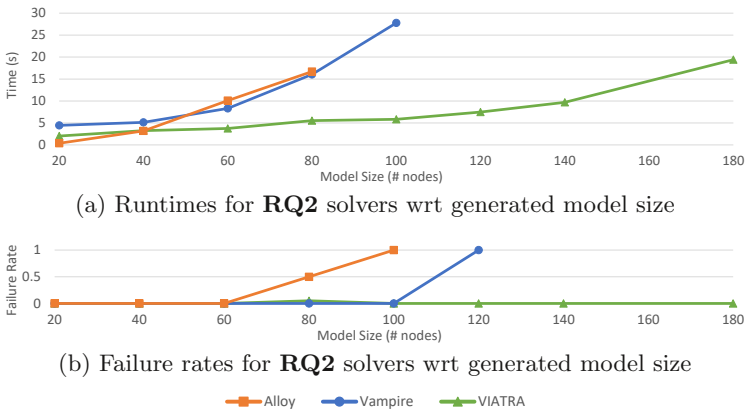 30
25
20
15
10
5
0
Time (s)
20 40 60 80 100 120 140 160 180
Model Size (# nodes)
(a) Runtimes for RQ2 solvers wrt generated model size
1
0.5
0
Failure Rate
20 40 60 80 100 120 140 160 180
Model Size (# nodes)
(b) Failure rates for RQ2 solvers wrt generated model size
Alloy Vampire VIATRA